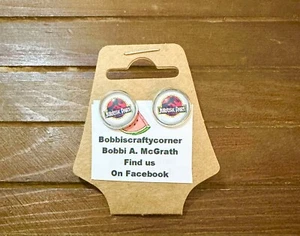 Bobbiscraftycorner
Bobbi A. McGrath
Find us
On Facebook